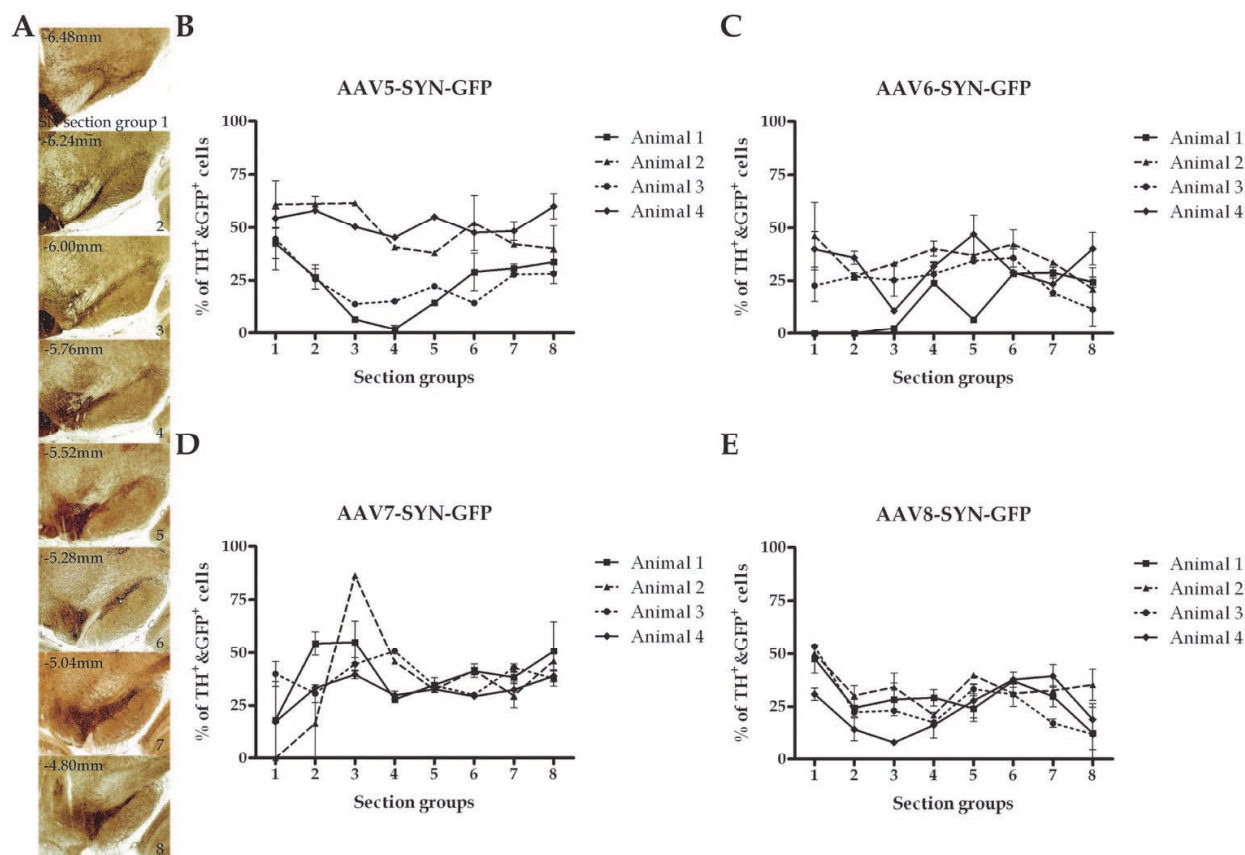 A
-6.48mm
SN section group 1
-6.24mm
2
-6.00mm
3
-5.76mm
4
-5.52mm
5
-5.28mm
6
-5.04mm
7
-4.80mm
8
B
AAV5-SYN-GFP
% of TH⁺&GFP⁺ cells
100
75
50
25
0
1 2 3 4 5 6 7 8
Section groups
Animal 1
Animal 2
Animal 3
Animal 4
C
AAV6-SYN-GFP
% of TH⁺&GFP⁺ cells
100
75
50
25
0
1 2 3 4 5 6 7 8
Section groups
Animal 1
Animal 2
Animal 3
Animal 4
D
AAV7-SYN-GFP
% of TH⁺&GFP⁺ cells
100
75
50
25
0
1 2 3 4 5 6 7 8
Section groups
Animal 1
Animal 2
Animal 3
Animal 4
E
AAV8-SYN-GFP
% of TH⁺&GFP⁺ cells
100
75
50
25
0
1 2 3 4 5 6 7 8
Section groups
Animal 1
Animal 2
Animal 3
Animal 4